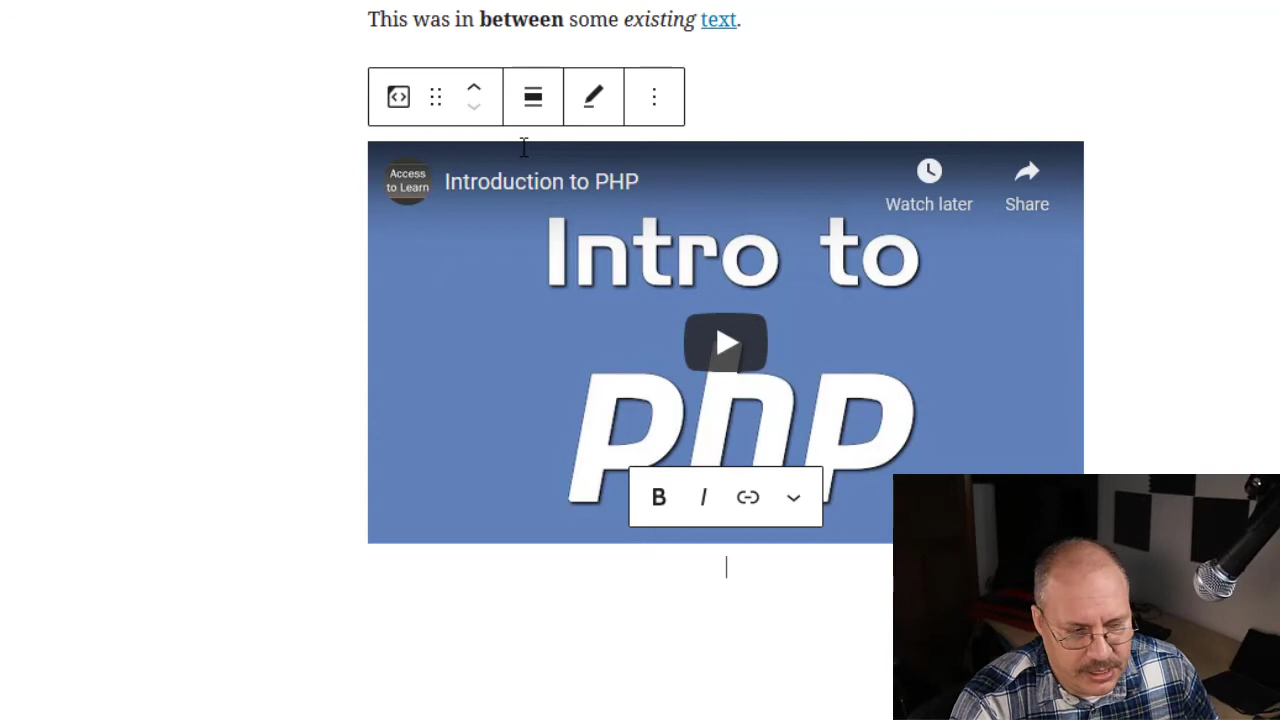 This was in between some existing text.
Access
to Learn
Introduction to PHP
Watch later
Share
Intro to
php
B I